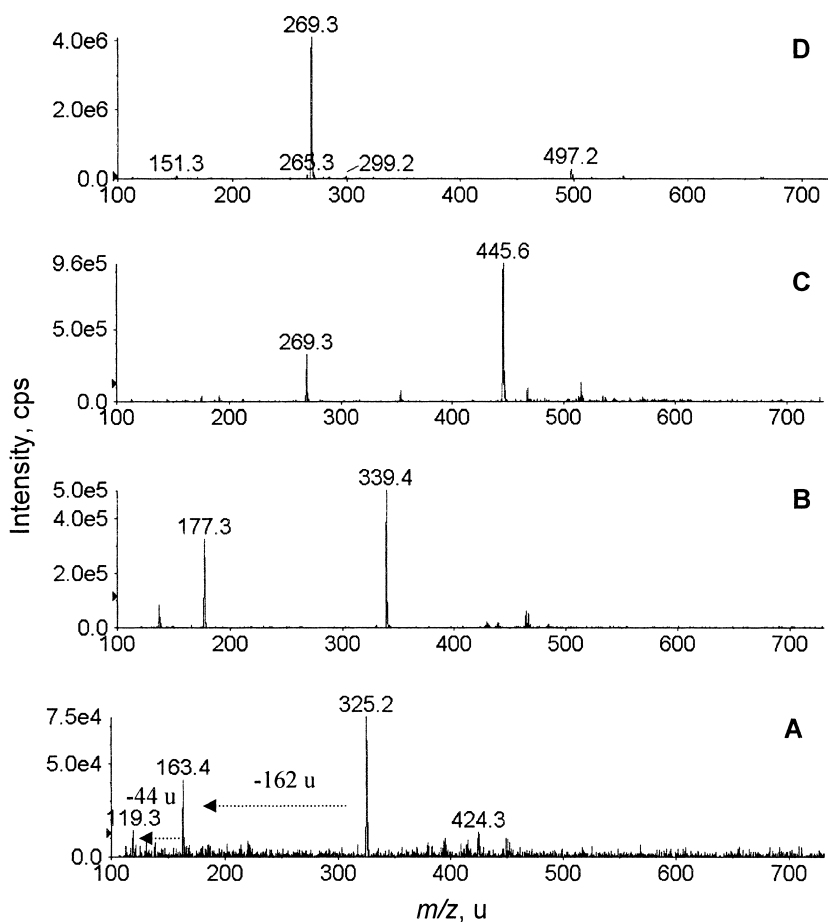 4.0e6
269.3
D
2.0e6
151.3
265.3
299.2
497.2
0.0
100 200 300 400 500 600 700
9.6e5
445.6
C
5.0e5
269.3
0.0
100 200 300 400 500 600 700
Intensity, cps
5.0e5
339.4
B
4.0e5
177.3
2.0e5
0.0
100 200 300 400 500 600 700
7.5e4
325.2
A
5.0e4
163.4
-162 u
-44 u
119.3
424.3
0.0
100 200 300 400 500 600 700
m/z, u